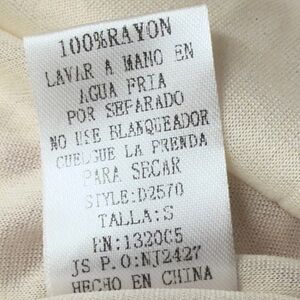 100%RAYON
LAVAR A MANO EN
AGUA FRIA
POR SEPARADO
NO USE BLANQUEADOR
CUELGUE LA PRENDA
PARA SECAR
STYLE:D2570
TALLA:S
RN:132005
JS P.O:NJ2427
HECHO EN CHINA